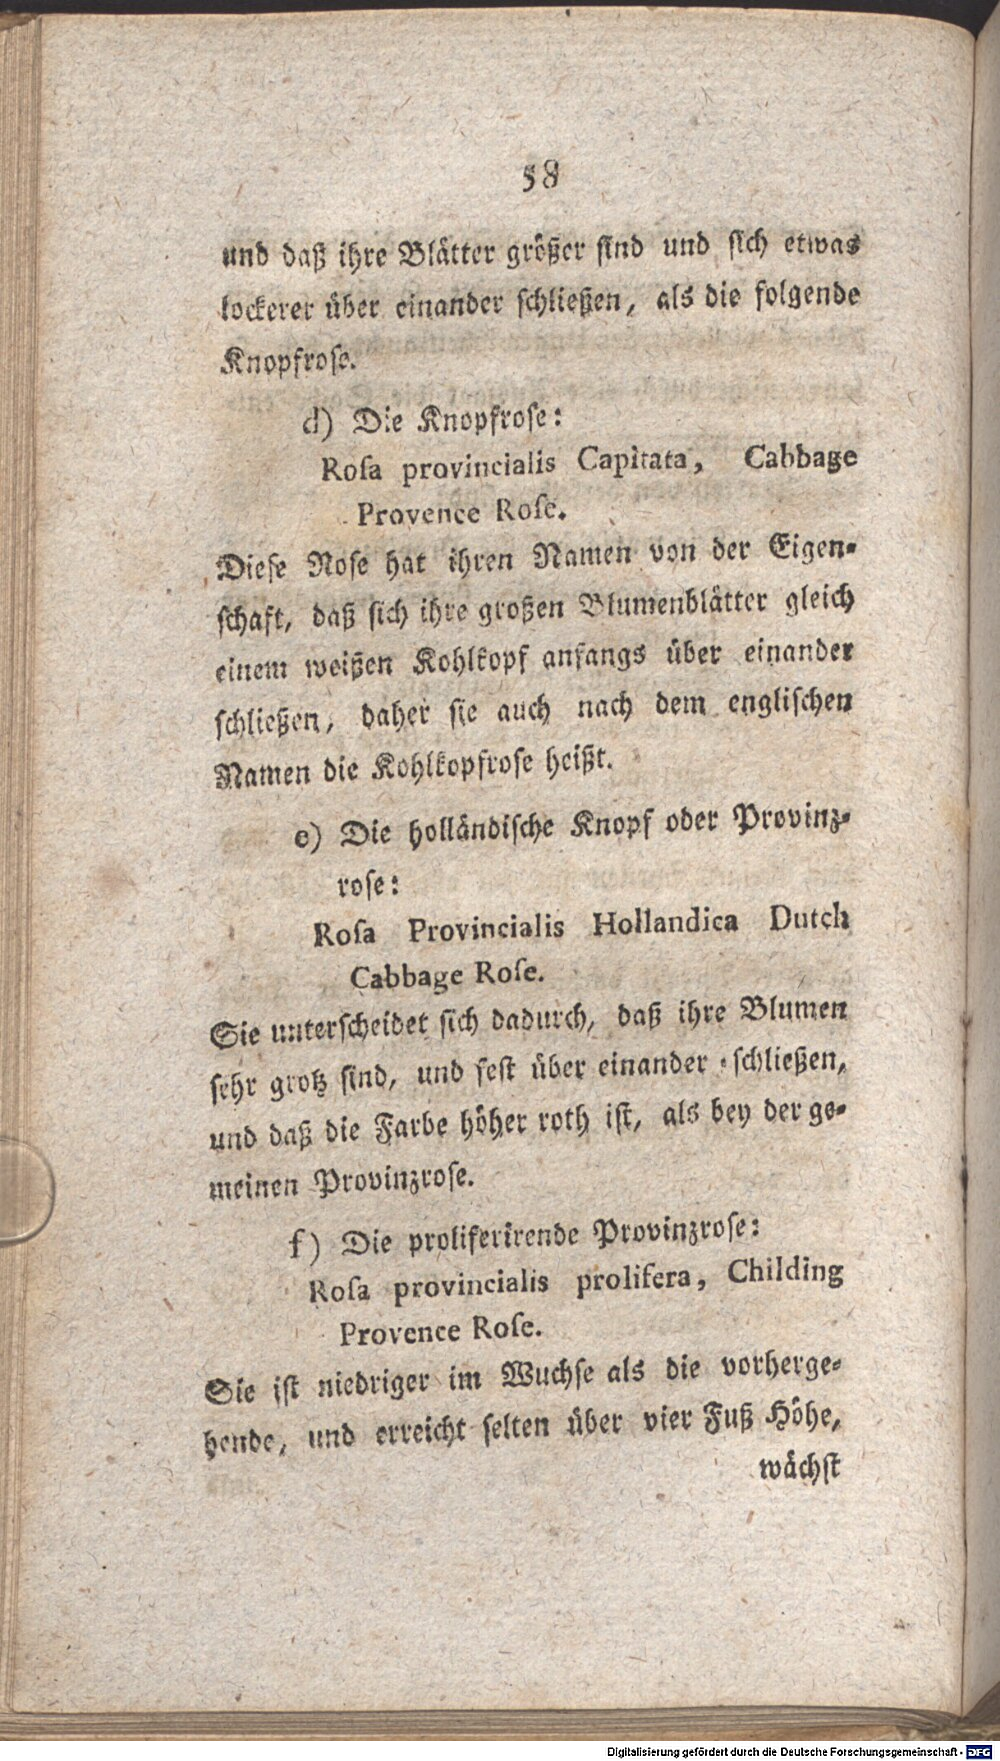 58
und daß ihre Blätter größer sind und sich etwas
lockerer über einander schließen, als die folgende
Knopfrose.
d) Die Knopfrose:
Roſa provincialis Capitata, Cabbage
Provence Roſe.
Dieſe Roſe hat ihren Namen von der Eigen-
ſchaft, daß ſich ihre großen Blumenblätter gleich
einem weißen Kohlkopf anfangs über einander
ſchließen, daher ſie auch nach dem engliſchen
Namen die Kohlkopfroſe heißt.
e) Die holländiſche Knopf oder Provinz-
roſe:
Roſa Provincialis Hollandica Dutch
Cabbage Roſe.
Sie unterſcheidet ſich dadurch, daß ihre Blumen
ſehr groß ſind, und feſt über einander ſchließen,
und daß die Farbe höher roth iſt, als bey der ge-
meinen Provinzroſe.
f) Die proliferirende Provinzroſe:
Roſa provincialis prolifera, Childing
Provence Roſe.
Sie iſt niedriger im Wuchſe als die vorherge-
hende, und erreicht ſelten über vier Fuß Höhe,
wächſt
Digitalisierung gefördert durch die Deutsche Forschungsgemeinschaft - DFG